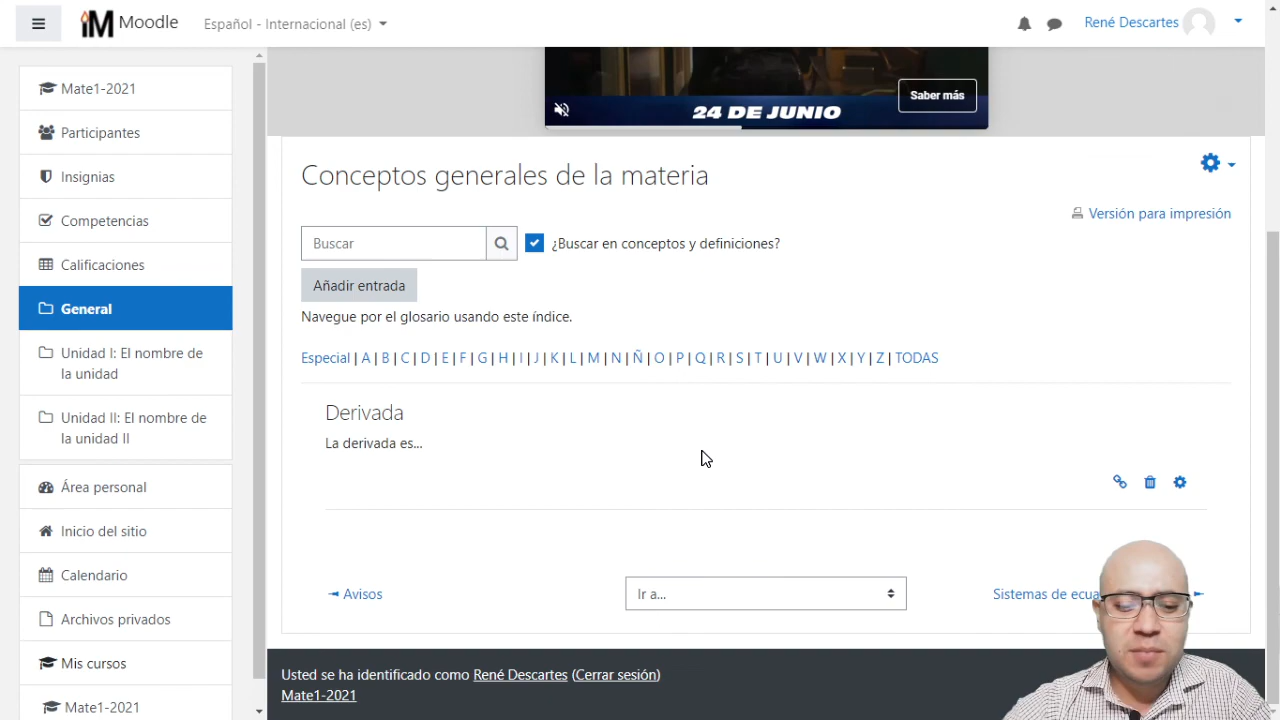 iM Moodle
Español - Internacional (es)
René Descartes
Mate1-2021
Participantes
Insignias
Competencias
Calificaciones
General
Unidad I: El nombre de
la unidad
Unidad II: El nombre de
la unidad II
Área personal
Inicio del sitio
Calendario
Archivos privados
Mis cursos
Mate1-2021
Saber más
24 DE JUNIO
Conceptos generales de la materia
Versión para impresión
Buscar
¿Buscar en conceptos y definiciones?
Añadir entrada
Navegue por el glosario usando este índice.
Especial | A | B | C | D | E | F | G | H | I | J | K | L | M | N | Ñ | O | P | Q | R | S | T | U | V | W | X | Y | Z | TODAS
Derivada
La derivada es...
◄ Avisos
Ir a...
Sistemas de ►
Usted se ha identificado como René Descartes (Cerrar sesión)
Mate1-2021